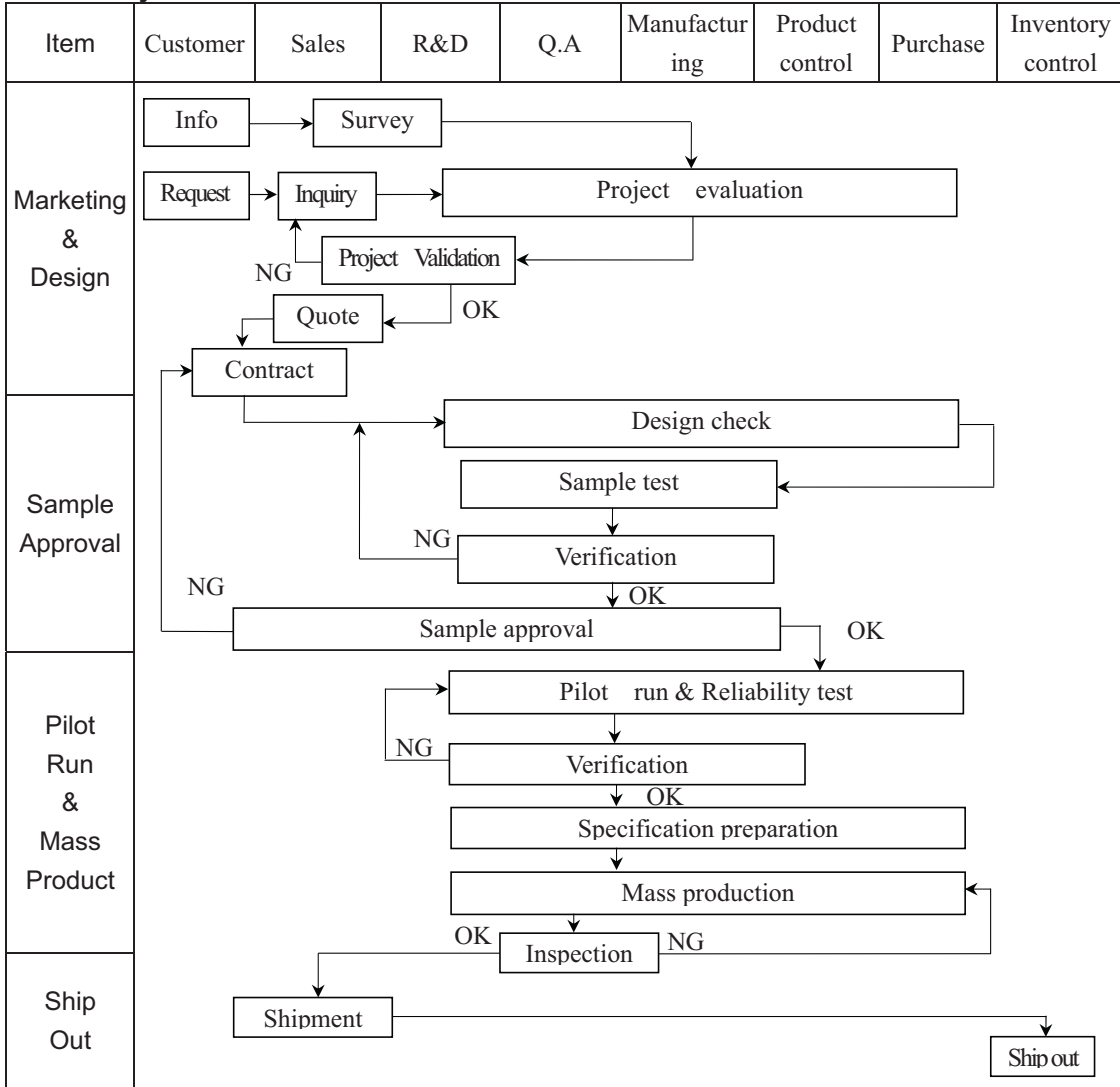 Item Customer Sales R&D Q.A Manufactur
ing Product
control Purchase Inventory
control
Marketing
&
Design
Info Survey
Request Inquiry Project evaluation
Project Validation
NG
OK
Quote
Contract
Sample
Approval
Design check
Sample test
NG
Verification
OK
NG
Sample approval
OK
Pilot
Run
&
Mass
Product
Pilot run & Reliability test
NG
Verification
OK
Specification preparation
Mass production
OK
Inspection
NG
Ship
Out
Shipment
Ship out